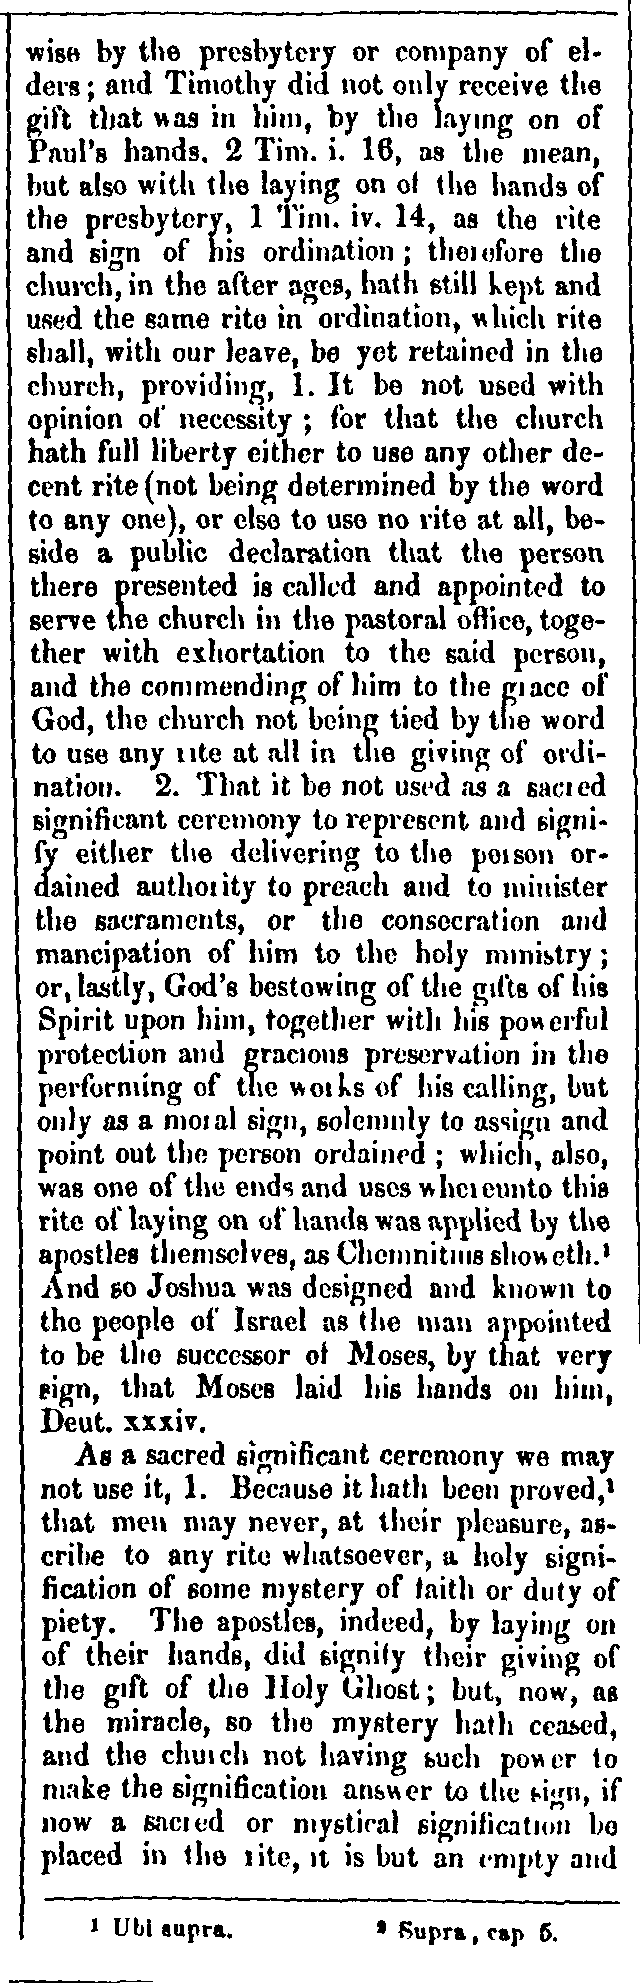 wise by the presbytery or company of el-
ders; and Timothy did not only receive the
gift that was in him, by the laying on of
Paul's hands. 2 Tim. i. 16, as the mean,
but also with the laying on of the hands of
the presbytery, 1 Tim. iv. 14, as the rite
and sign of his ordination; therefore the
church, in the after ages, hath still kept and
used the same rite in ordination, which rite
shall, with our leave, be yet retained in the
church, providing, 1. It be not used with
opinion of necessity; for that the church
hath full liberty either to use any other de-
cent rite (not being determined by the word
to any one), or else to use no rite at all, be-
side a public declaration that the person
there presented is called and appointed to
serve the church in the pastoral office, toge-
ther with exhortation to the said person,
and the commending of him to the grace of
God, the church not being tied by the word
to use any rite at all in the giving of ordi-
nation. 2. That it be not used as a sacred
significant ceremony to represent and signi-
fy either the delivering to the person or-
dained authority to preach and to minister
the sacraments, or the consecration and
mancipation of him to the holy ministry;
or, lastly, God's bestowing of the gifts of his
Spirit upon him, together with his powerful
protection and gracious preservation in the
performing of the works of his calling, but
only as a moral sign, solemnly to assign and
point out the person ordained; which, also,
was one of the ends and uses whereunto this
rite of laying on of hands was applied by the
apostles themselves, as Chemnitius showeth.¹
And so Joshua was designed and known to
the people of Israel as the man appointed
to be the successor of Moses, by that very
sign, that Moses laid his hands on him,
Deut. xxxiv.
As a sacred significant ceremony we may
not use it, 1. Because it hath been proved,¹
that men may never, at their pleasure, as-
cribe to any rite whatsoever, a holy signi-
fication of some mystery of faith or duty of
piety. The apostles, indeed, by laying on
of their hands, did signify their giving of
the gift of the Holy Ghost; but, now, as
the miracle, so the mystery hath ceased,
and the church not having such power to
make the signification answer to the sign, if
now a sacred or mystical signification be
placed in the rite, it is but an empty and
¹ Ubi supra. ² Supra, cap 5.